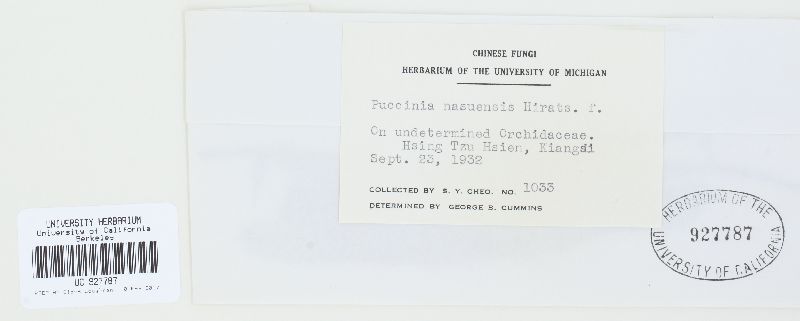 CHINESE FUNGI
HERBARIUM OF THE UNIVERSITY OF MICHIGAN
Puccinia nasuensis Hirats. f.
On undetermined Orchidaceae.
Hsing Tzu Hsien, Kiangsi
Sept. 23, 1932
COLLECTED BY S. Y. CHEO. NO. 1033
DETERMINED BY GEORGE B. CUMMINS
HERBARIUM OF THE
927787
UNIVERSITY OF CALIFORNIA
UNIVERSITY HERBARIUM
University of California
Berkeley
UC 927787